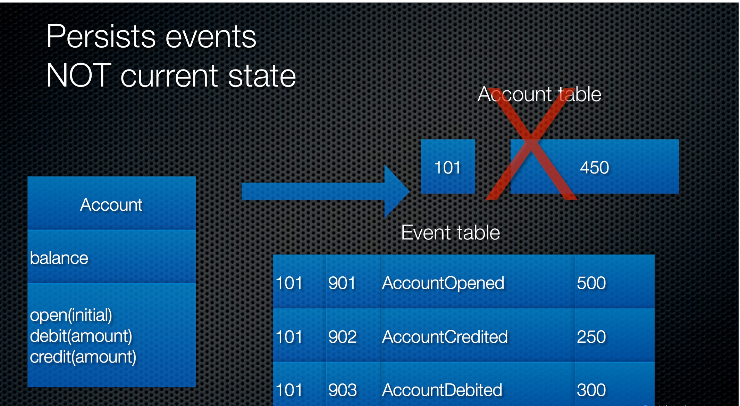 Persists events
NOT current state
Account table
101 450
Account
balance
open(initial)
debit(amount)
credit(amount)
Event table
101 901 AccountOpened 500
101 902 AccountCredited 250
101 903 AccountDebited 300